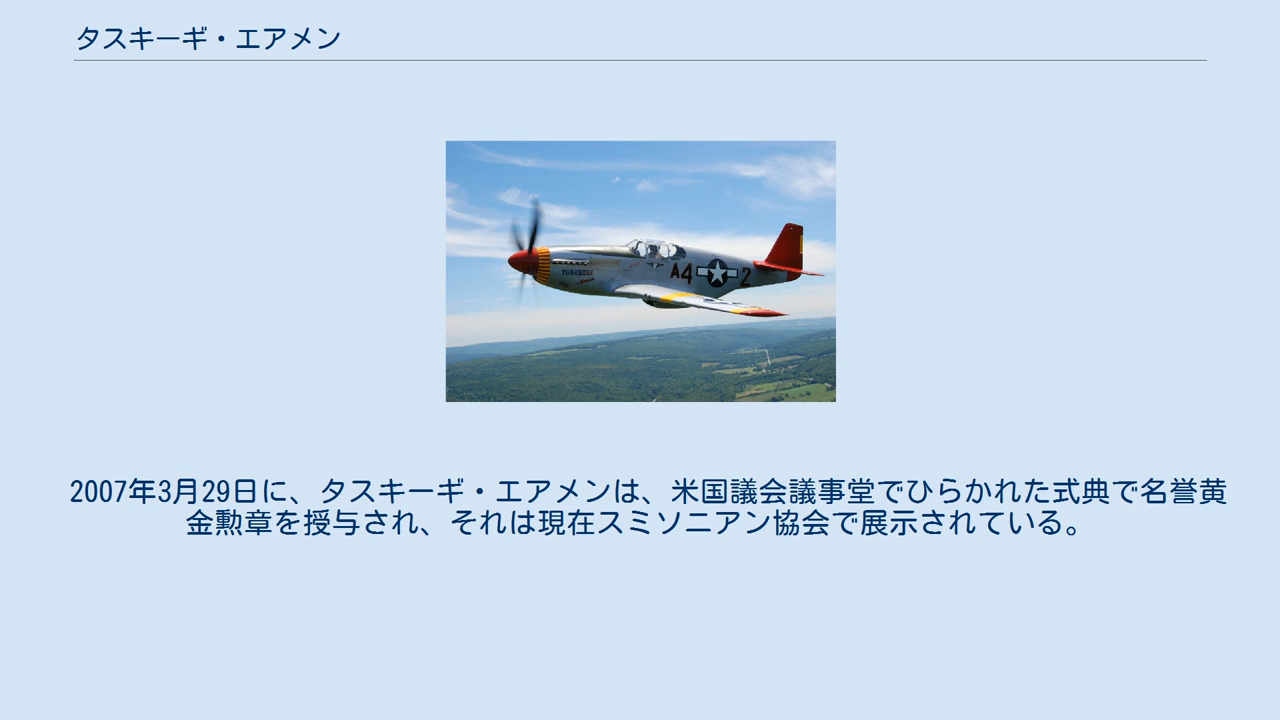 タスキーギ・エアメン
TUSKEGEE
A4
2
2007年3月29日に、タスキーギ・エアメンは、米国議会議事堂でひらかれた式典で名誉黄
金勲章を授与され、それは現在スミソニアン協会で展示されている。